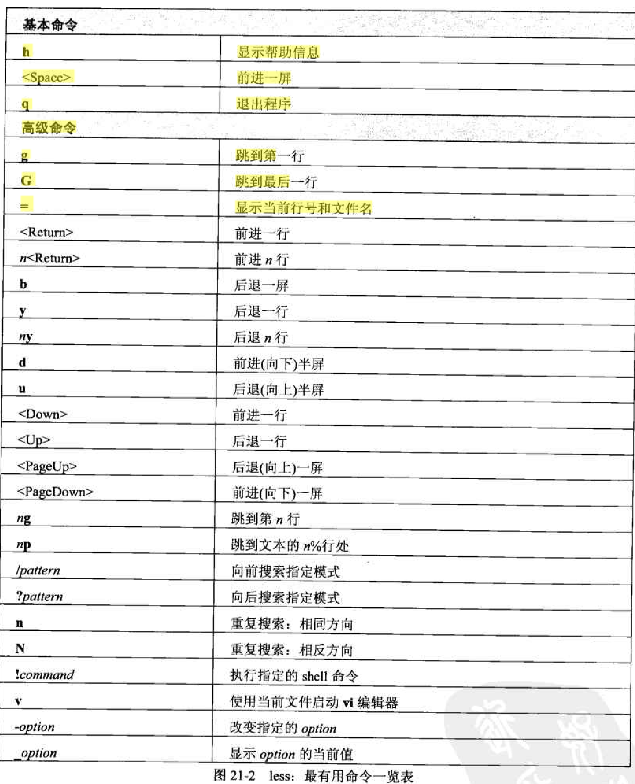 基本命令
h 显示帮助信息
<Space> 前进一屏
q 退出程序
高级命令
g 跳到第一行
G 跳到最后一行
= 显示当前行号和文件名
<Return> 前进一行
n<Return> 前进 n 行
b 后退一屏
y 后退一行
ny 后退 n 行
d 前进(向下)半屏
u 后退(向上)半屏
<Down> 前进一行
<Up> 后退一行
<PageUp> 后退(向上)一屏
<PageDown> 前进(向下)一屏
ng 跳到第 n 行
np 跳到文本的 n%行处
/pattern 向前搜索指定模式
?pattern 向后搜索指定模式
n 重复搜索：相同方向
N 重复搜索：相反方向
!command 执行指定的 shell 命令
v 使用当前文件启动 vi 编辑器
-option 改变指定的 option
_option 显示 option 的当前值
图 21-2 less：最有用命令一览表